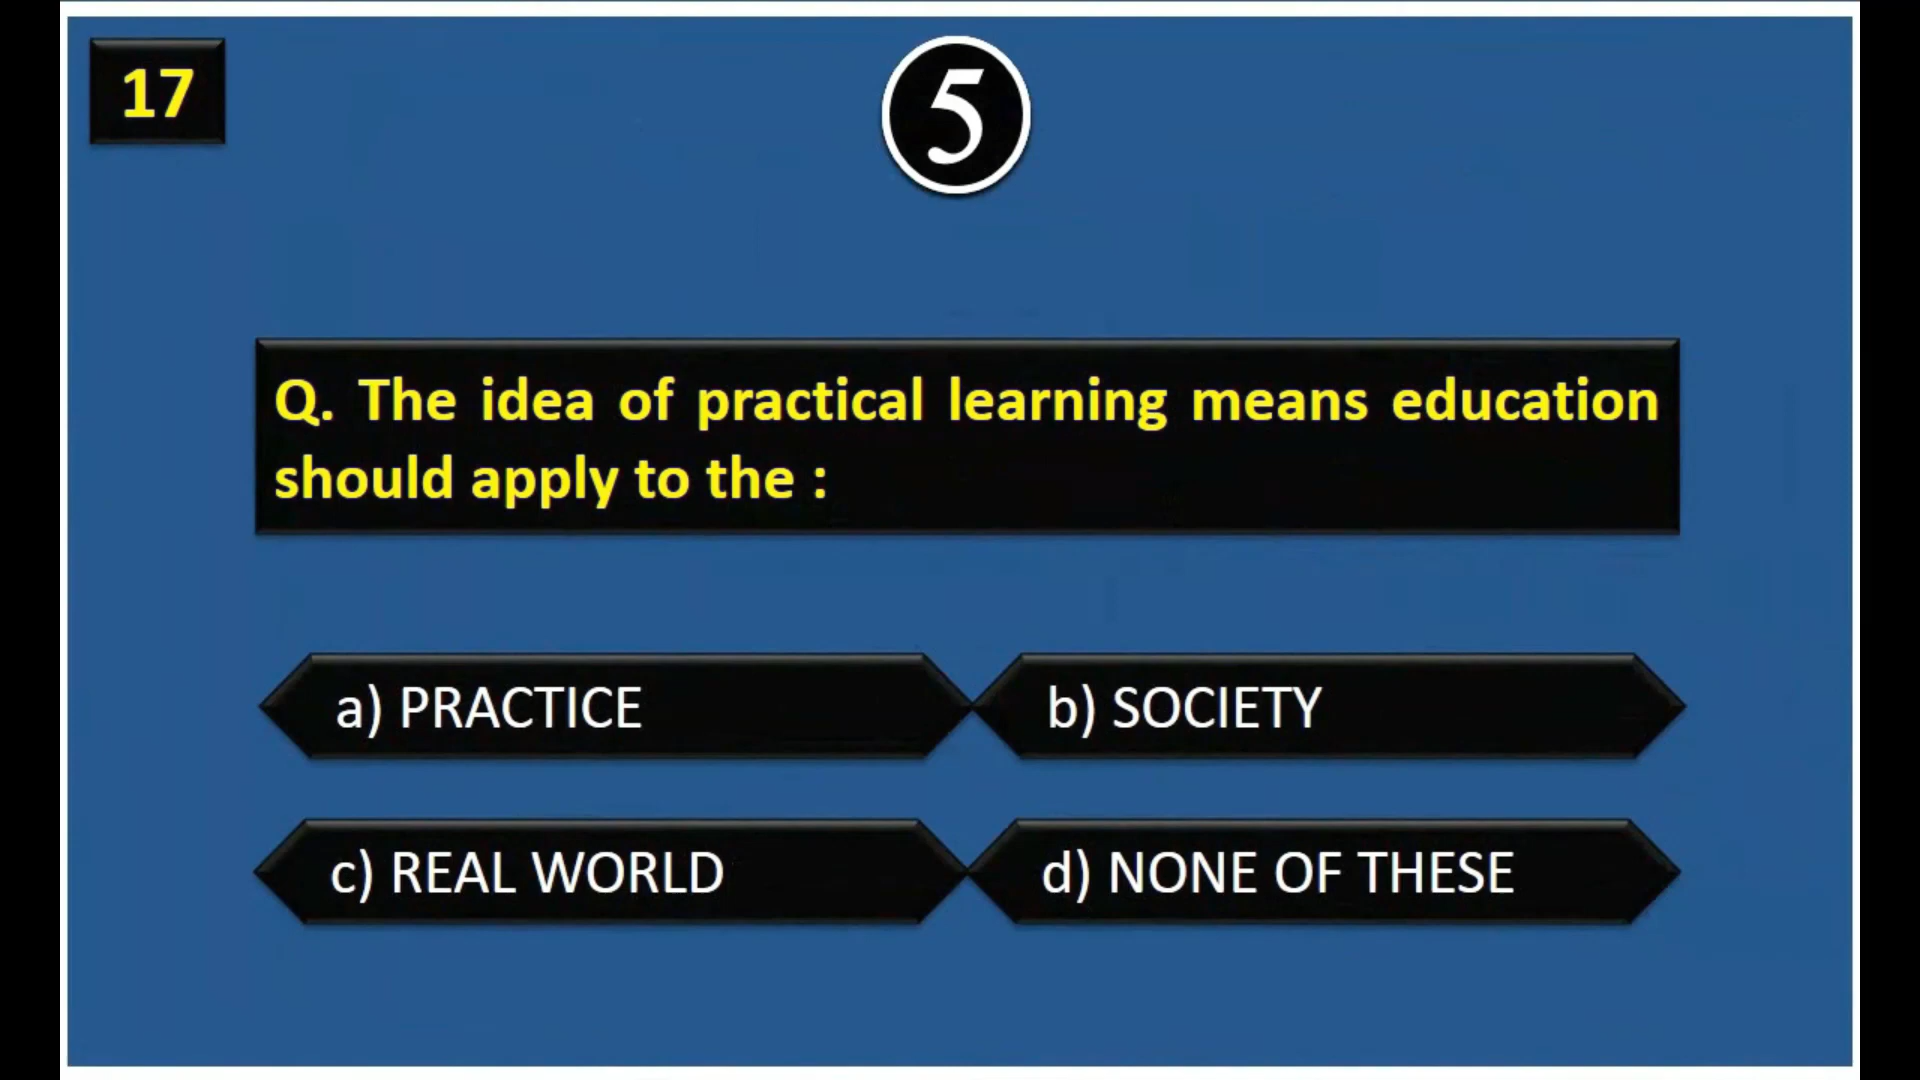 17
5
Q. The idea of practical learning means education
should apply to the :
a) PRACTICE
b) SOCIETY
c) REAL WORLD
d) NONE OF THESE